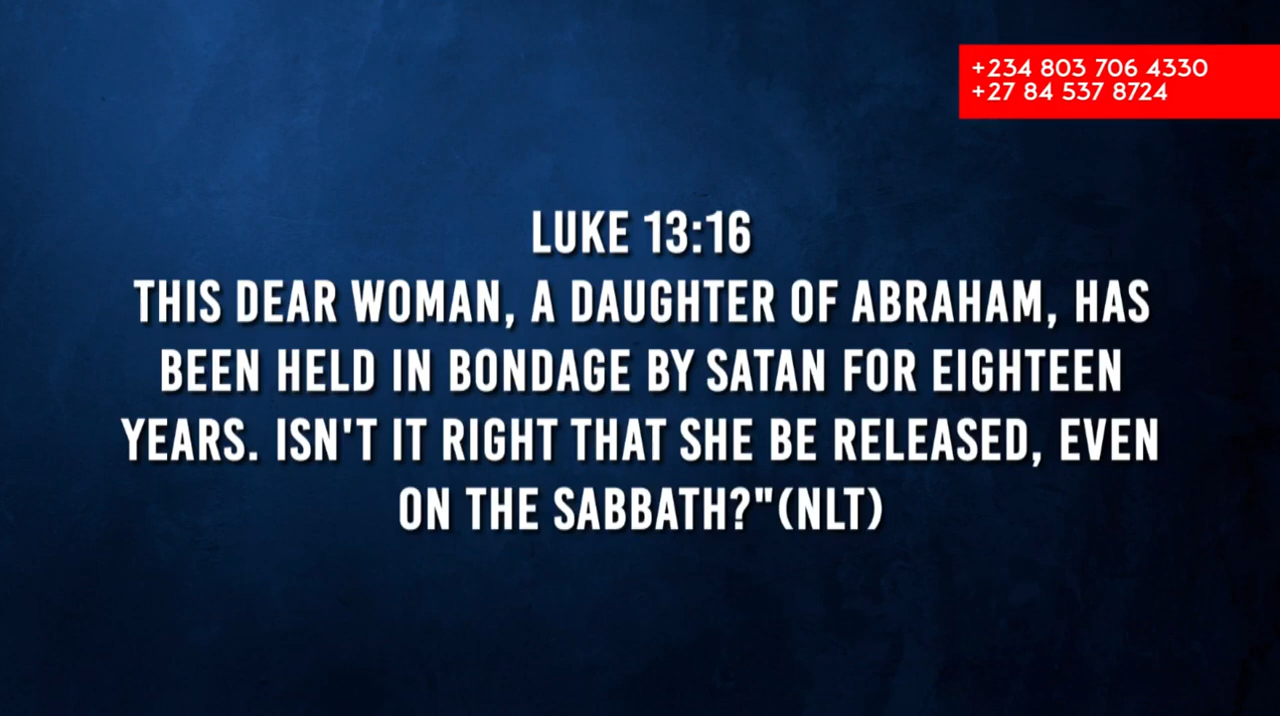 +234 803 706 4330
+27 84 537 8724
LUKE 13:16
THIS DEAR WOMAN, A DAUGHTER OF ABRAHAM, HAS
BEEN HELD IN BONDAGE BY SATAN FOR EIGHTEEN
YEARS. ISN'T IT RIGHT THAT SHE BE RELEASED, EVEN
ON THE SABBATH?"(NLT)